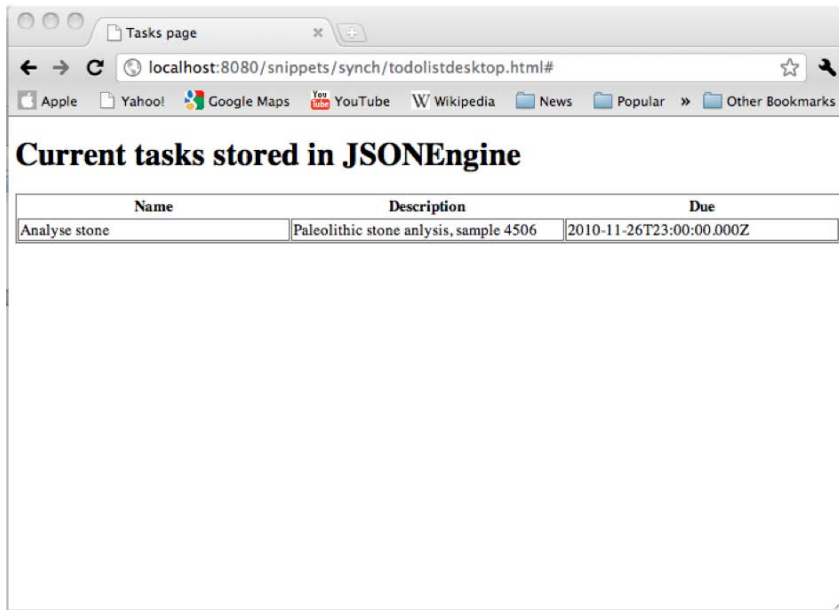 Tasks page
localhost:8080/snippets/synch/todolistdesktop.html#
Apple Yahoo! Google Maps You Tube YouTube W Wikipedia News Popular » Other Bookmarks
Current tasks stored in JSONEngine
Name Description Due
Analyse stone Paleolithic stone anlysis, sample 4506 2010-11-26T23:00:00.000Z